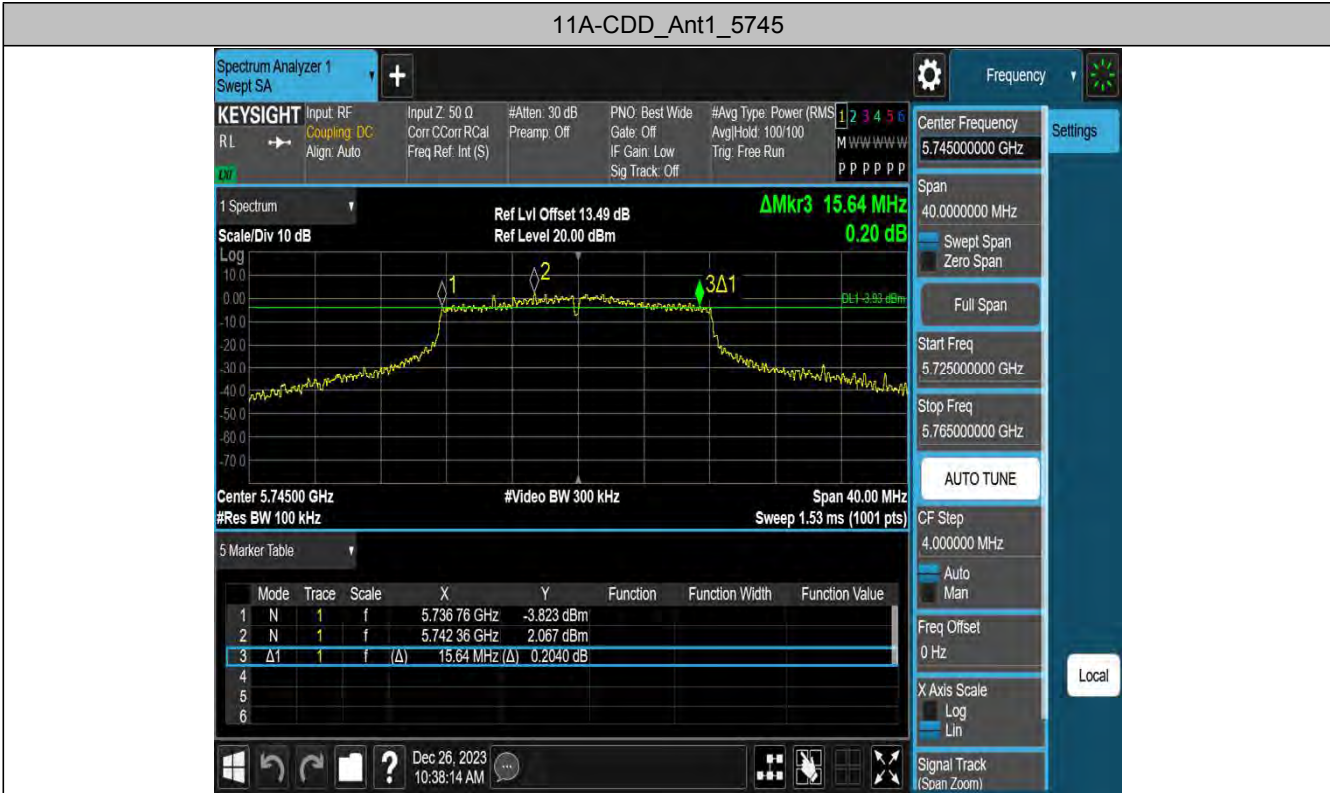 11A-CDD_Ant1_5745
Spectrum Analyzer 1
Swept SA
+
Frequency
KEYSIGHT
RL
LXI
Input: RF
Coupling: DC
Align: Auto
Input Z: 50 Ω
Corr CCorr RCal
Freq Ref: Int (S)
#Atten: 30 dB
Preamp: Off
PNO: Best Wide
Gate: Off
IF Gain: Low
Sig Track: Off
#Avg Type: Power (RMS
Avg|Hold: 100/100
Trig: Free Run
1 2 3 4 5 6
M W W W W W
P P P P P P
Center Frequency
5.745000000 GHz
Settings
1 Spectrum
Scale/Div 10 dB
Ref Lvl Offset 13.49 dB
Ref Level 20.00 dBm
ΔMkr3 15.64 MHz
0.20 dB
Log
10.0
0.00
-10.0
-20.0
-30.0
-40.0
-50.0
-60.0
-70.0
1
2
3Δ1
DL1 -3.93 dBm
Center 5.74500 GHz
#Res BW 100 kHz
#Video BW 300 kHz
Span 40.00 MHz
Sweep 1.53 ms (1001 pts)
Span
40.0000000 MHz
Swept Span
Zero Span
Full Span
Start Freq
5.725000000 GHz
Stop Freq
5.765000000 GHz
AUTO TUNE
CF Step
4.000000 MHz
Auto
Man
Freq Offset
0 Hz
X Axis Scale
Log
Lin
Signal Track
(Span Zoom)
Local
5 Marker Table
Mode Trace Scale X Y Function Function Width Function Value
1 N 1 f 5.736 76 GHz -3.823 dBm
2 N 1 f 5.742 36 GHz 2.067 dBm
3 Δ1 1 f (Δ) 15.64 MHz (Δ) 0.2040 dB
4
5
6
?
Dec 26, 2023
10:38:14 AM